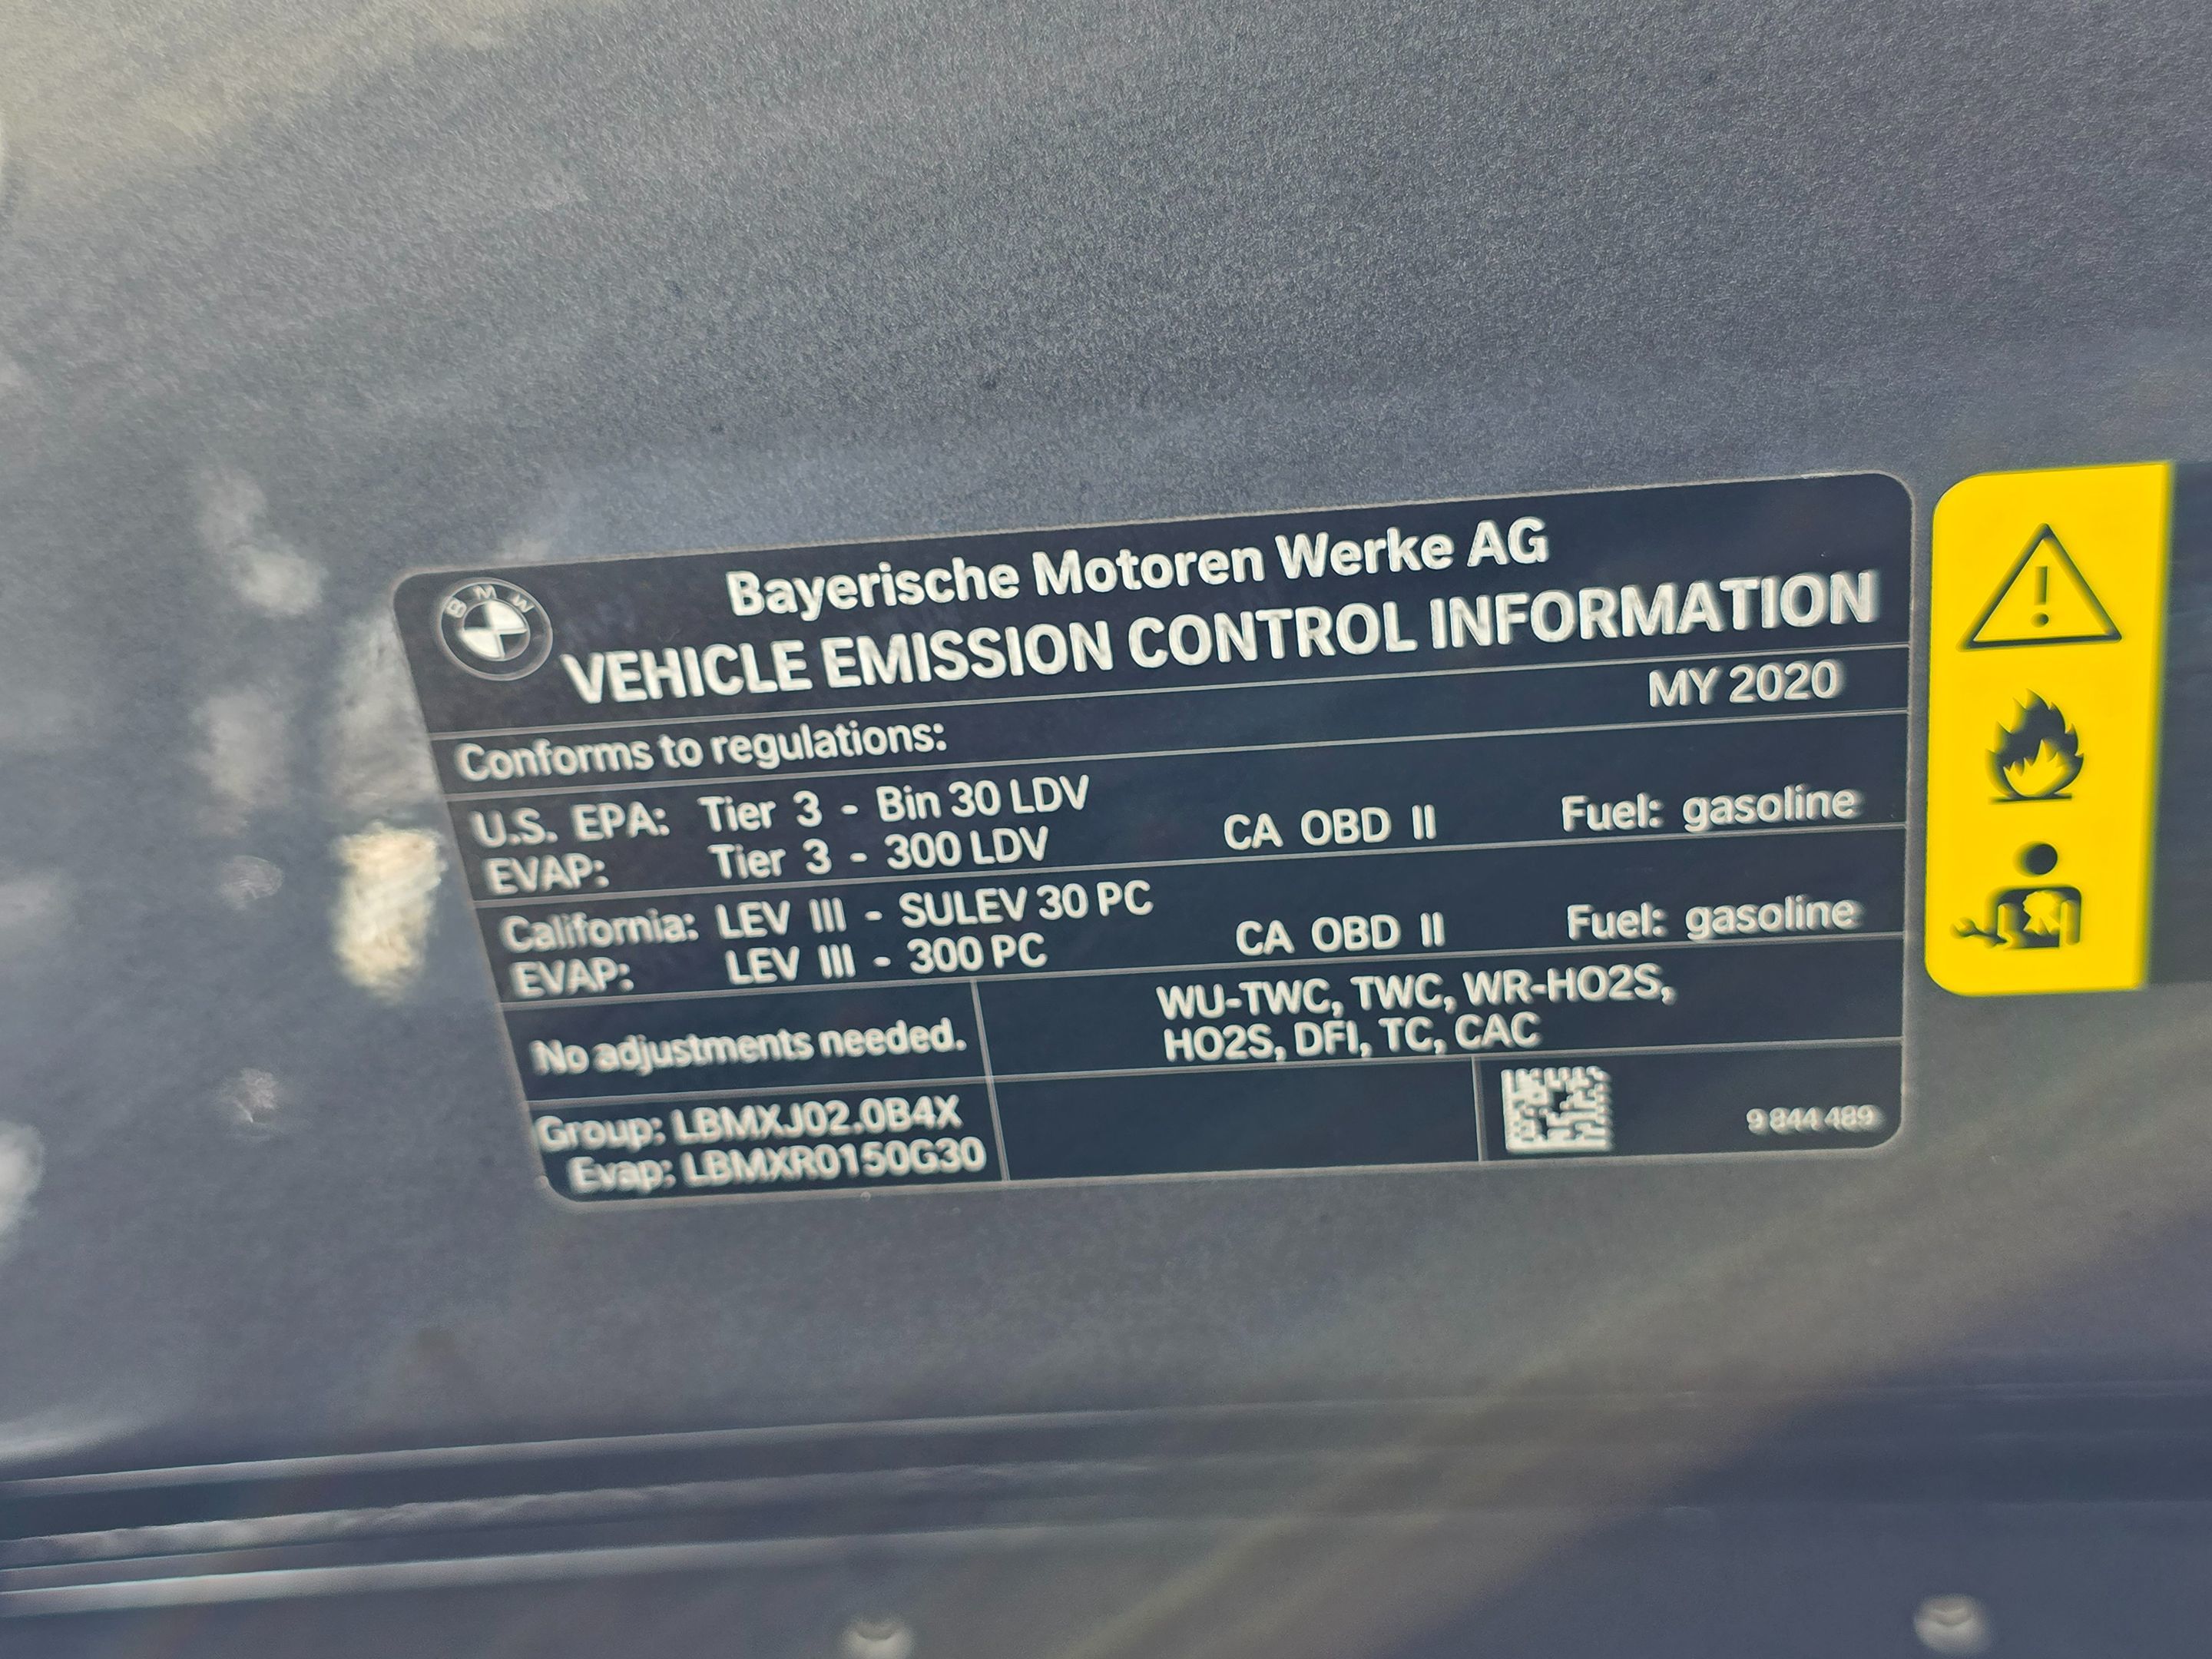 BMW
Bayerische Motoren Werke AG
VEHICLE EMISSION CONTROL INFORMATION
MY 2020
Conforms to regulations:
U.S. EPA: Tier 3 - Bin 30 LDV
EVAP: Tier 3 - 300 LDV CA OBD II Fuel: gasoline
California: LEV III - SULEV 30 PC
EVAP: LEV III - 300 PC CA OBD II Fuel: gasoline
No adjustments needed.
WU-TWC, TWC, WR-HO2S,
HO2S, DFI, TC, CAC
Group: LBMXJ02.0B4X
Evap: LBMXR0150G30
9 844 489